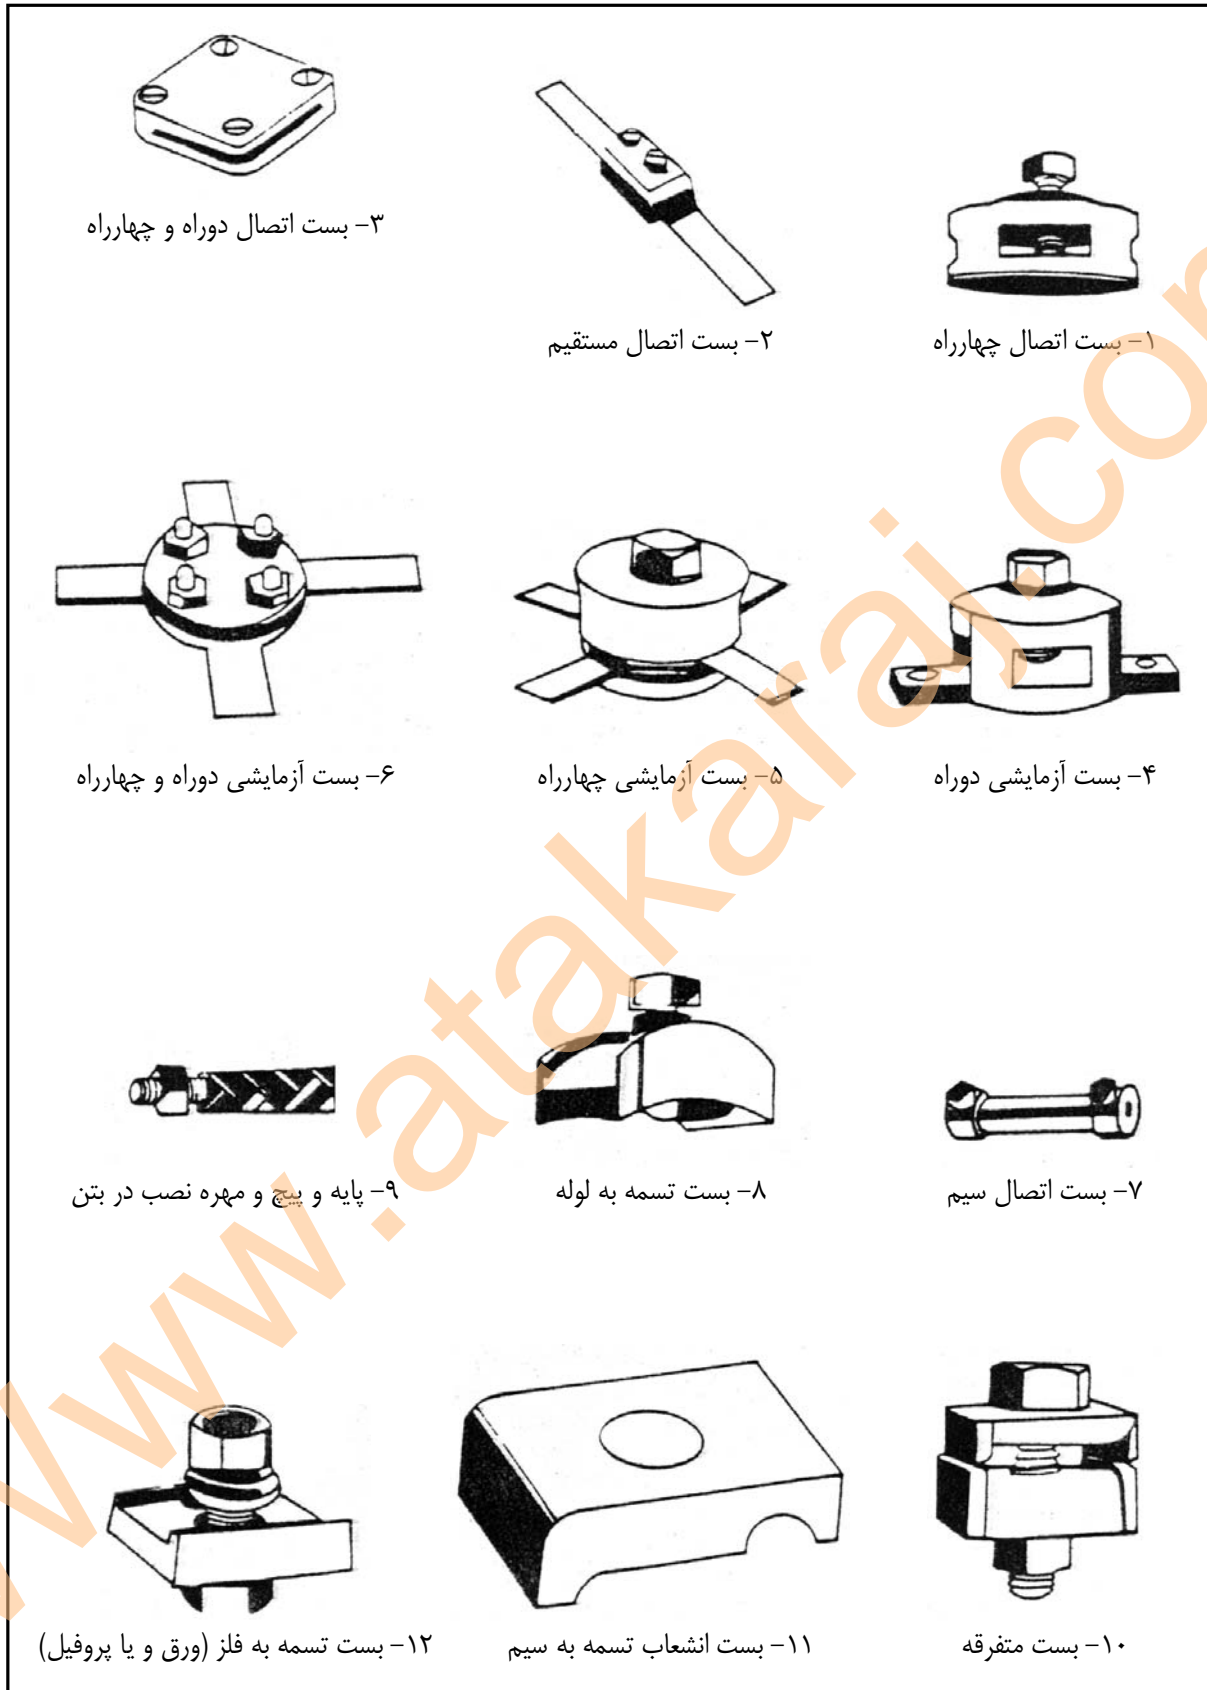 ۱- بست اتصال چهارراه
۲- بست اتصال مستقیم
۳- بست اتصال دوراه و چهارراه
۴- بست آزمایشی دوراه
۵- بست آزمایشی چهارراه
۶- بست آزمایشی دوراه و چهارراه
۷- بست اتصال سیم
۸- بست تسمه به لوله
۹- پایه و پیچ و مهره نصب در بتن
۱۰- بست متفرقه
۱۱- بست انشعاب تسمه به سیم
۱۲- بست تسمه به فلز (ورق و یا پروفیل)
www.atakaraj.com